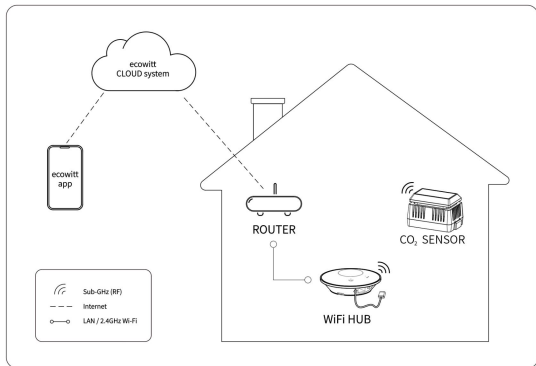 ecowitt
CLOUD system
ecowitt
app
ROUTER
CO₂ SENSOR
WiFi HUB
Sub-GHz (RF)
Internet
LAN / 2.4GHz Wi-Fi